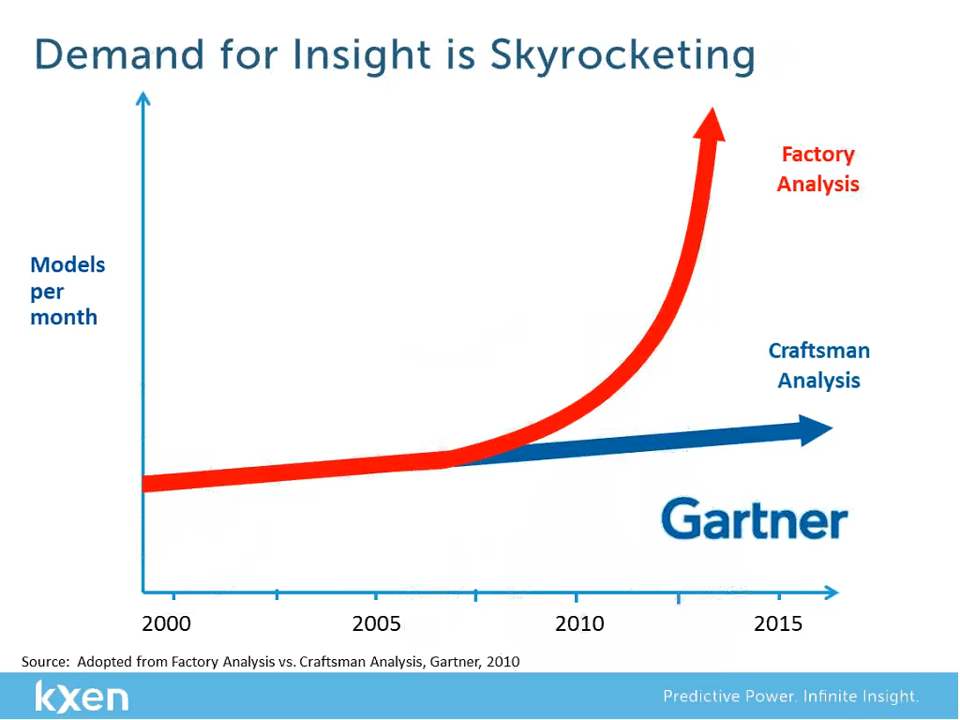 Demand for Insight is Skyrocketing
Factory
Analysis
Models
per
month
Craftsman
Analysis
Gartner
2000 2005 2010 2015
Source: Adopted from Factory Analysis vs. Craftsman Analysis, Gartner, 2010
kxen
Predictive Power. Infinite Insight.